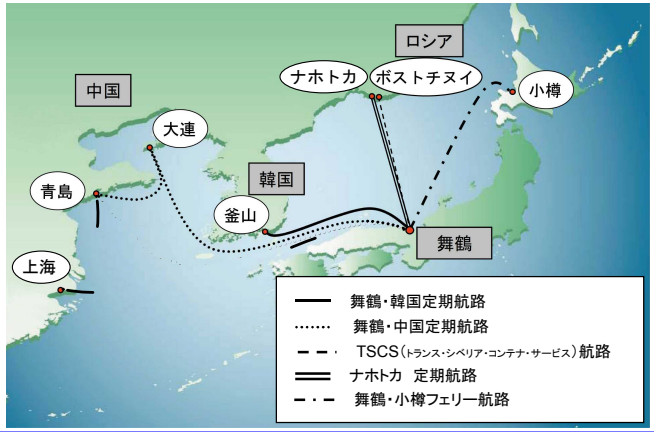 ロシア
ナホトカ
ボストチヌイ
小樽
中国
大連
韓国
青島
釜山
舞鶴
上海
舞鶴・韓国定期航路
舞鶴・中国定期航路
TSCS(トランス・シベリア・コンテナ・サービス)航路
ナホトカ 定期航路
舞鶴・小樽フェリー航路